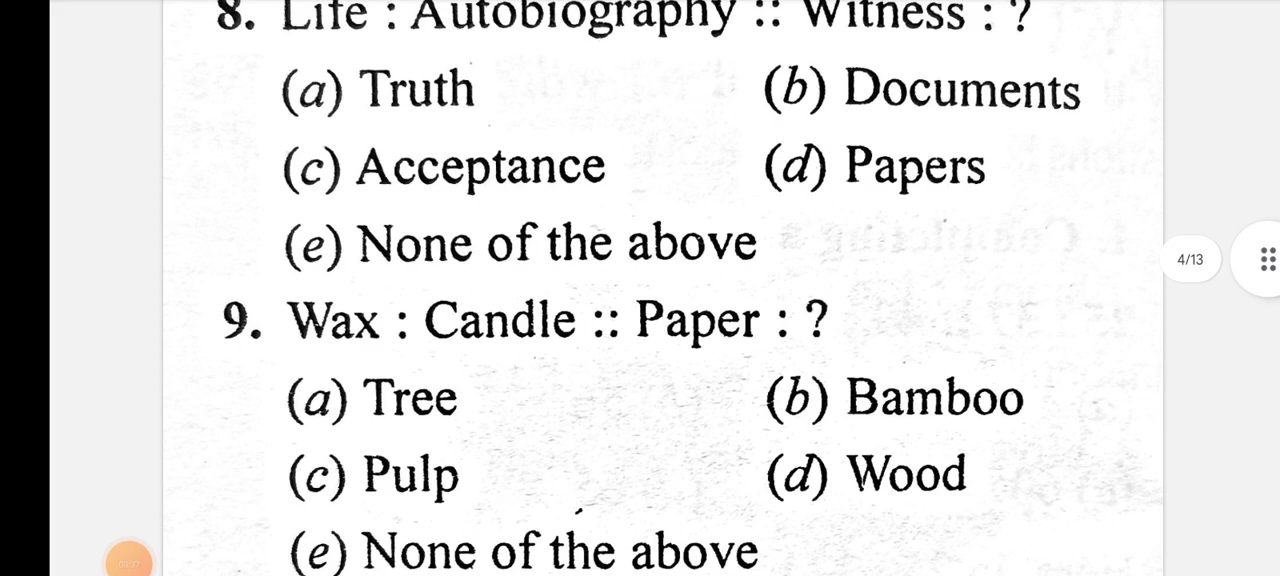 8. Life : Autobiography :: Witness : ?
(a) Truth (b) Documents
(c) Acceptance (d) Papers
(e) None of the above
4/13
9. Wax : Candle :: Paper : ?
(a) Tree (b) Bamboo
(c) Pulp (d) Wood
(e) None of the above